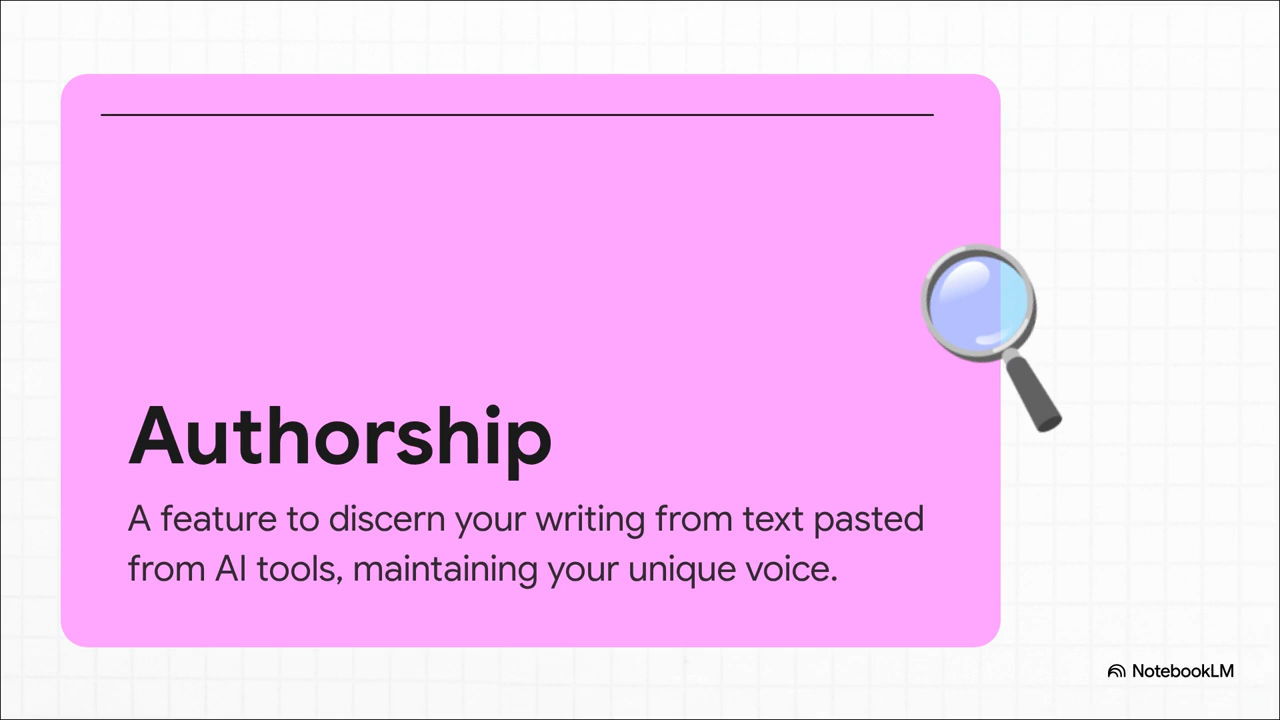 Authorship
A feature to discern your writing from text pasted
from AI tools, maintaining your unique voice.
NotebookLM